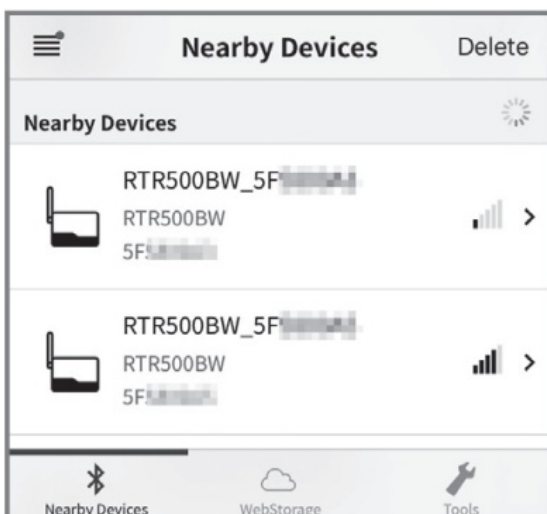 Nearby Devices
Delete
Nearby Devices
RTR500BW_5F
RTR500BW
5F
RTR500BW_5F
RTR500BW
5F
Nearby Devices
WebStorage
Tools